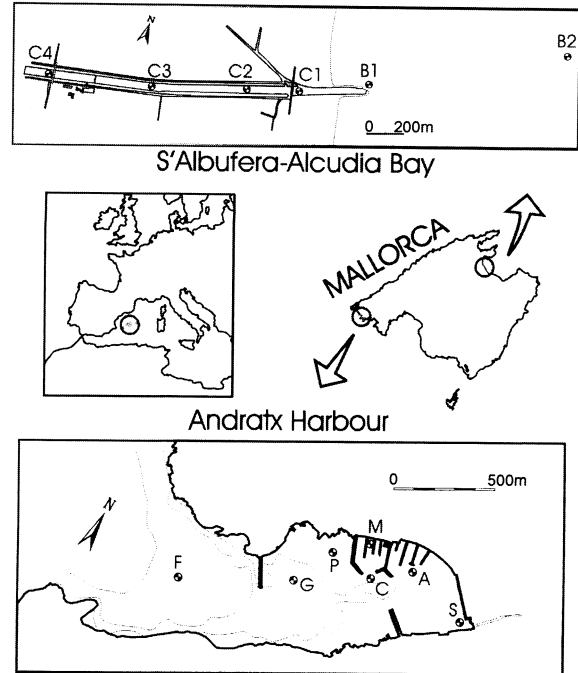 N
B2
C4
C3
C2
C1
B1
0 200m
S'Albufera-Alcudia Bay
MALLORCA
Andratx Harbour
N
0 500m
M
P
F
G
C
A
S